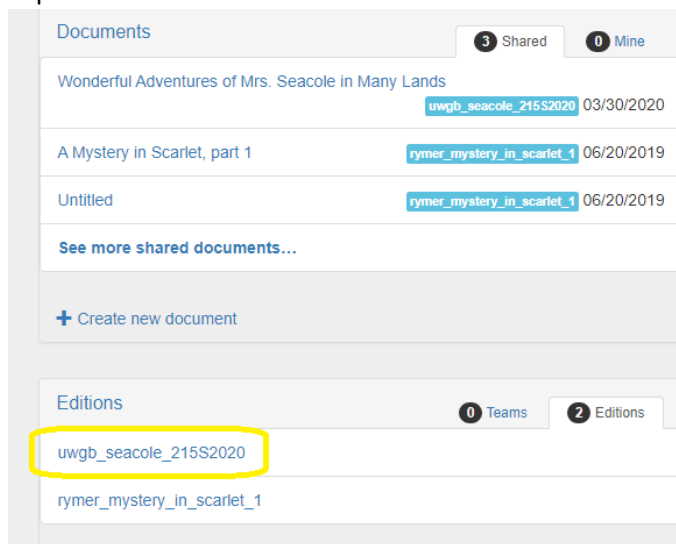 Documents 3 Shared 0 Mine
Wonderful Adventures of Mrs. Seacole in Many Lands
uwgb_seacole_215S2020 03/30/2020
A Mystery in Scarlet, part 1 rymer_mystery_in_scarlet_1 06/20/2019
Untitled rymer_mystery_in_scarlet_1 06/20/2019
See more shared documents...
+ Create new document
Editions 0 Teams 2 Editions
uwgb_seacole_215S2020
rymer_mystery_in_scarlet_1